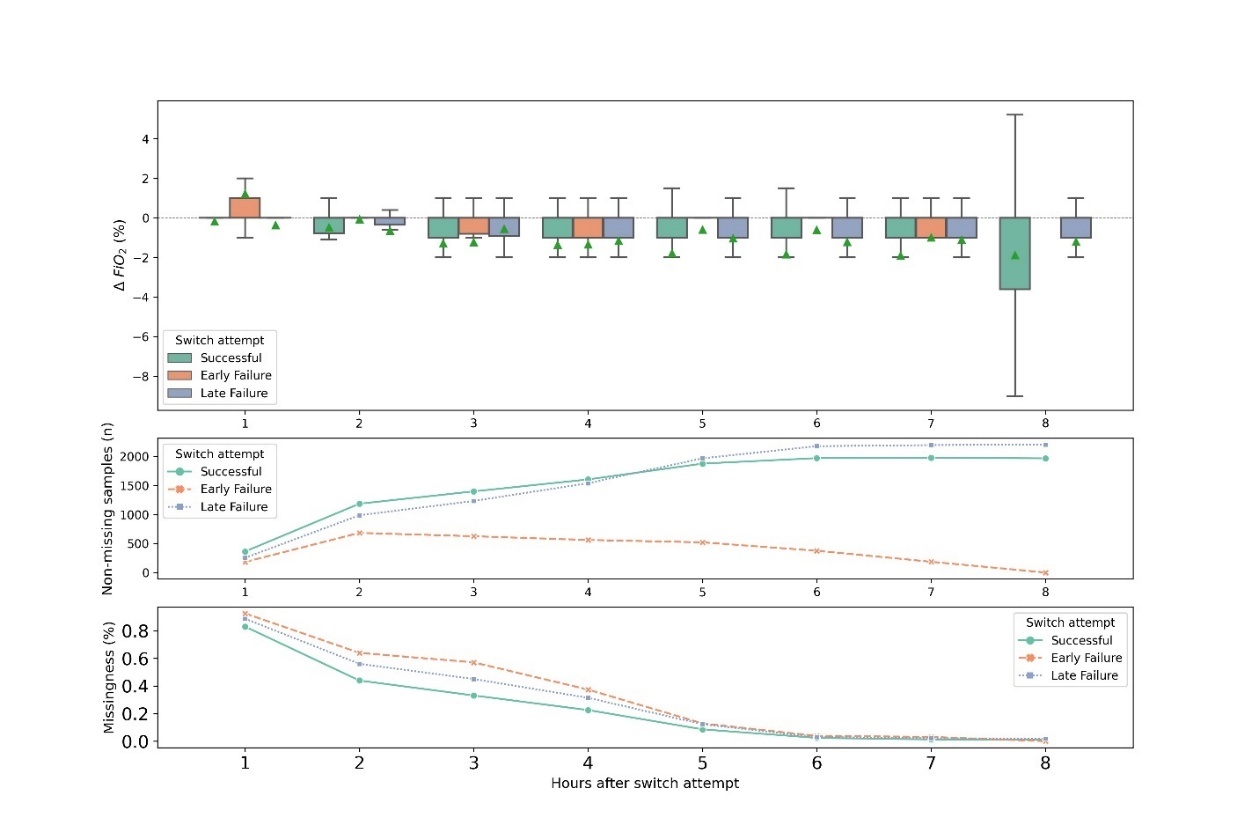 4
2
0
−2
−4
−6
−8
Δ FiO₂ (%)
Switch attempt
Successful
Early Failure
Late Failure
1 2 3 4 5 6 7 8
2000
1500
1000
500
0
Non-missing samples (n)
Switch attempt
Successful
Early Failure
Late Failure
1 2 3 4 5 6 7 8
0.8
0.6
0.4
0.2
0.0
Missingness (%)
Switch attempt
Successful
Early Failure
Late Failure
1 2 3 4 5 6 7 8
Hours after switch attempt